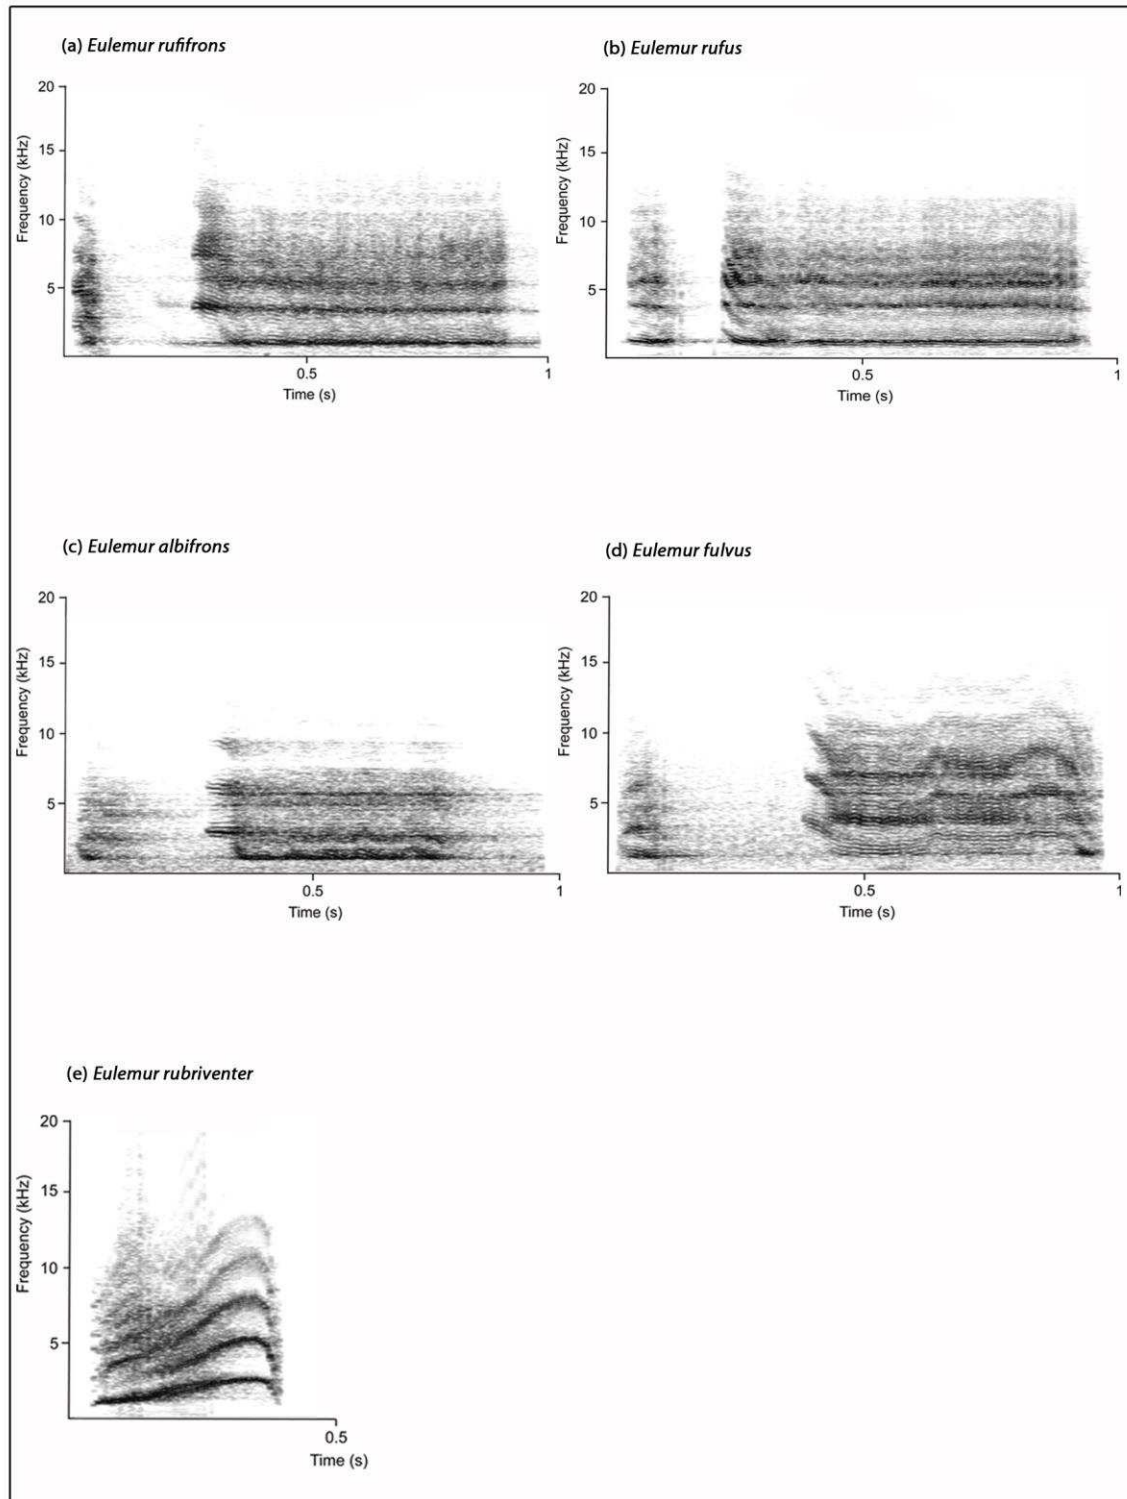 (a) Eulemur rufifrons
20
15
10
5
Frequency (kHz)
0.5
1
Time (s)
(b) Eulemur rufus
20
15
10
5
Frequency (kHz)
0.5
1
Time (s)
(c) Eulemur albifrons
20
15
10
5
Frequency (kHz)
0.5
1
Time (s)
(d) Eulemur fulvus
20
15
10
5
Frequency (kHz)
0.5
1
Time (s)
(e) Eulemur rubriventer
20
15
10
5
Frequency (kHz)
0.5
Time (s)